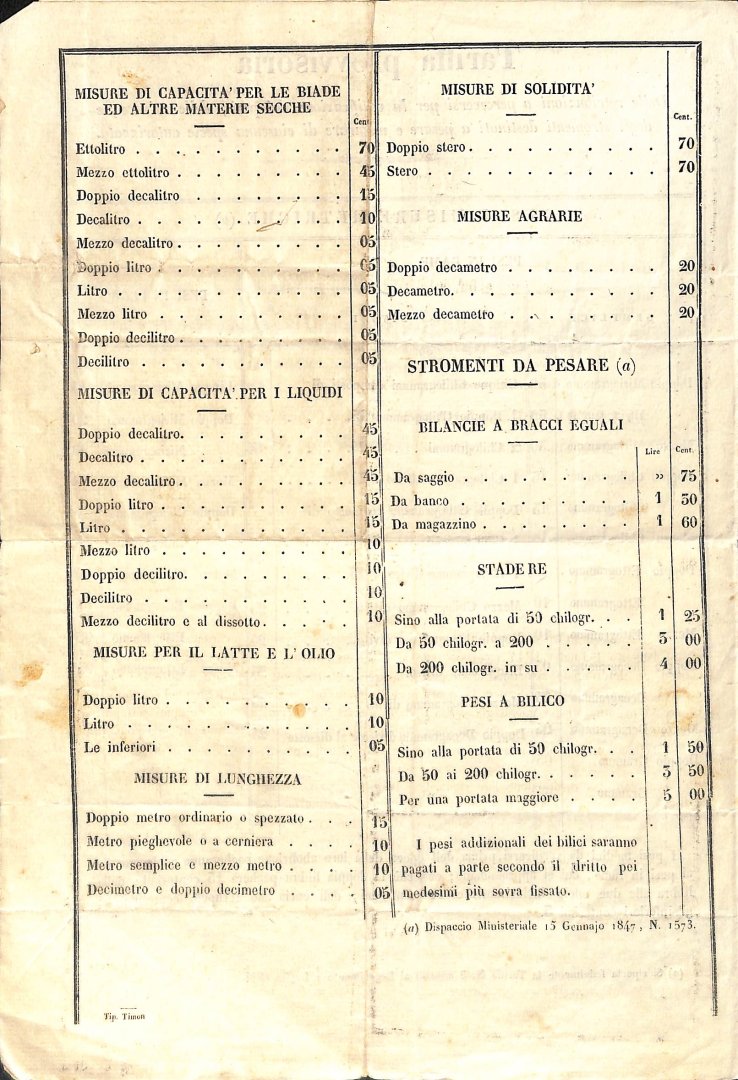 MISURE DI CAPACITA' PER LE BIADE
ED ALTRE MATERIE SECCHE
Cent.
Ettolitro . . . . . . . . . . . 70
Mezzo ettolitro . . . . . . . . 45
Doppio decalitro . . . . . . . 15
Decalitro . . . . . . . . . . . 10
Mezzo decalitro . . . . . . . . 05
Doppio litro . . . . . . . . . 05
Litro . . . . . . . . . . . . 05
Mezzo litro . . . . . . . . . . 05
Doppio decilitro . . . . . . . . 05
Decilitro . . . . . . . . . . . 05
MISURE DI CAPACITA' PER I LIQUIDI
Doppio decalitro. . . . . . . . 45
Decalitro . . . . . . . . . . . 45
Mezzo decalitro . . . . . . . . 45
Doppio litro . . . . . . . . . 15
Litro . . . . . . . . . . . . 15
Mezzo litro . . . . . . . . . . 10
Doppio decilitro. . . . . . . . 10
Decilitro . . . . . . . . . . . 10
Mezzo decilitro e al dissotto . . . . . 10
MISURE PER IL LATTE E L' OLIO
Doppio litro . . . . . . . . . 10
Litro . . . . . . . . . . . . 10
Le inferiori . . . . . . . . . . 05
MISURE DI LUNGHEZZA
Doppio metro ordinario o spezzato . . . 15
Metro pieghevole o a cerniera . . . . 10
Metro semplice e mezzo metro . . . . 10
Decimetro e doppio decimetro . . . . 05
Tip. Timon
MISURE DI SOLIDITA'
Cent.
Doppio stero . . . . . . . . . . 70
Stero . . . . . . . . . . . . 70
MISURE AGRARIE
Doppio decametro . . . . . . . 20
Decametro. . . . . . . . . . . 20
Mezzo decametro . . . . . . . 20
STROMENTI DA PESARE (a)
BILANCIE A BRACCI EGUALI
Lire Cent.
Da saggio . . . . . . . . . » 75
Da banco . . . . . . . . . 1 30
Da magazzino . . . . . . . . 1 60
STADERE
Sino alla portata di 50 chilogr. . . 1 25
Da 50 chilogr. a 200 . . . . . 3 00
Da 200 chilogr. in su . . . . . 4 00
PESI A BILICO
Sino alla portata di 50 chilogr. . . 1 50
Da 50 ai 200 chilogr. . . . . . 3 50
Per una portata maggiore . . . . 5 00
I pesi addizionali dei bilici saranno
pagati a parte secondo il dritto pei
medesimi più sovra fissato.
(a) Dispaccio Ministeriale 15 Gennajo 1847, N. 1573.